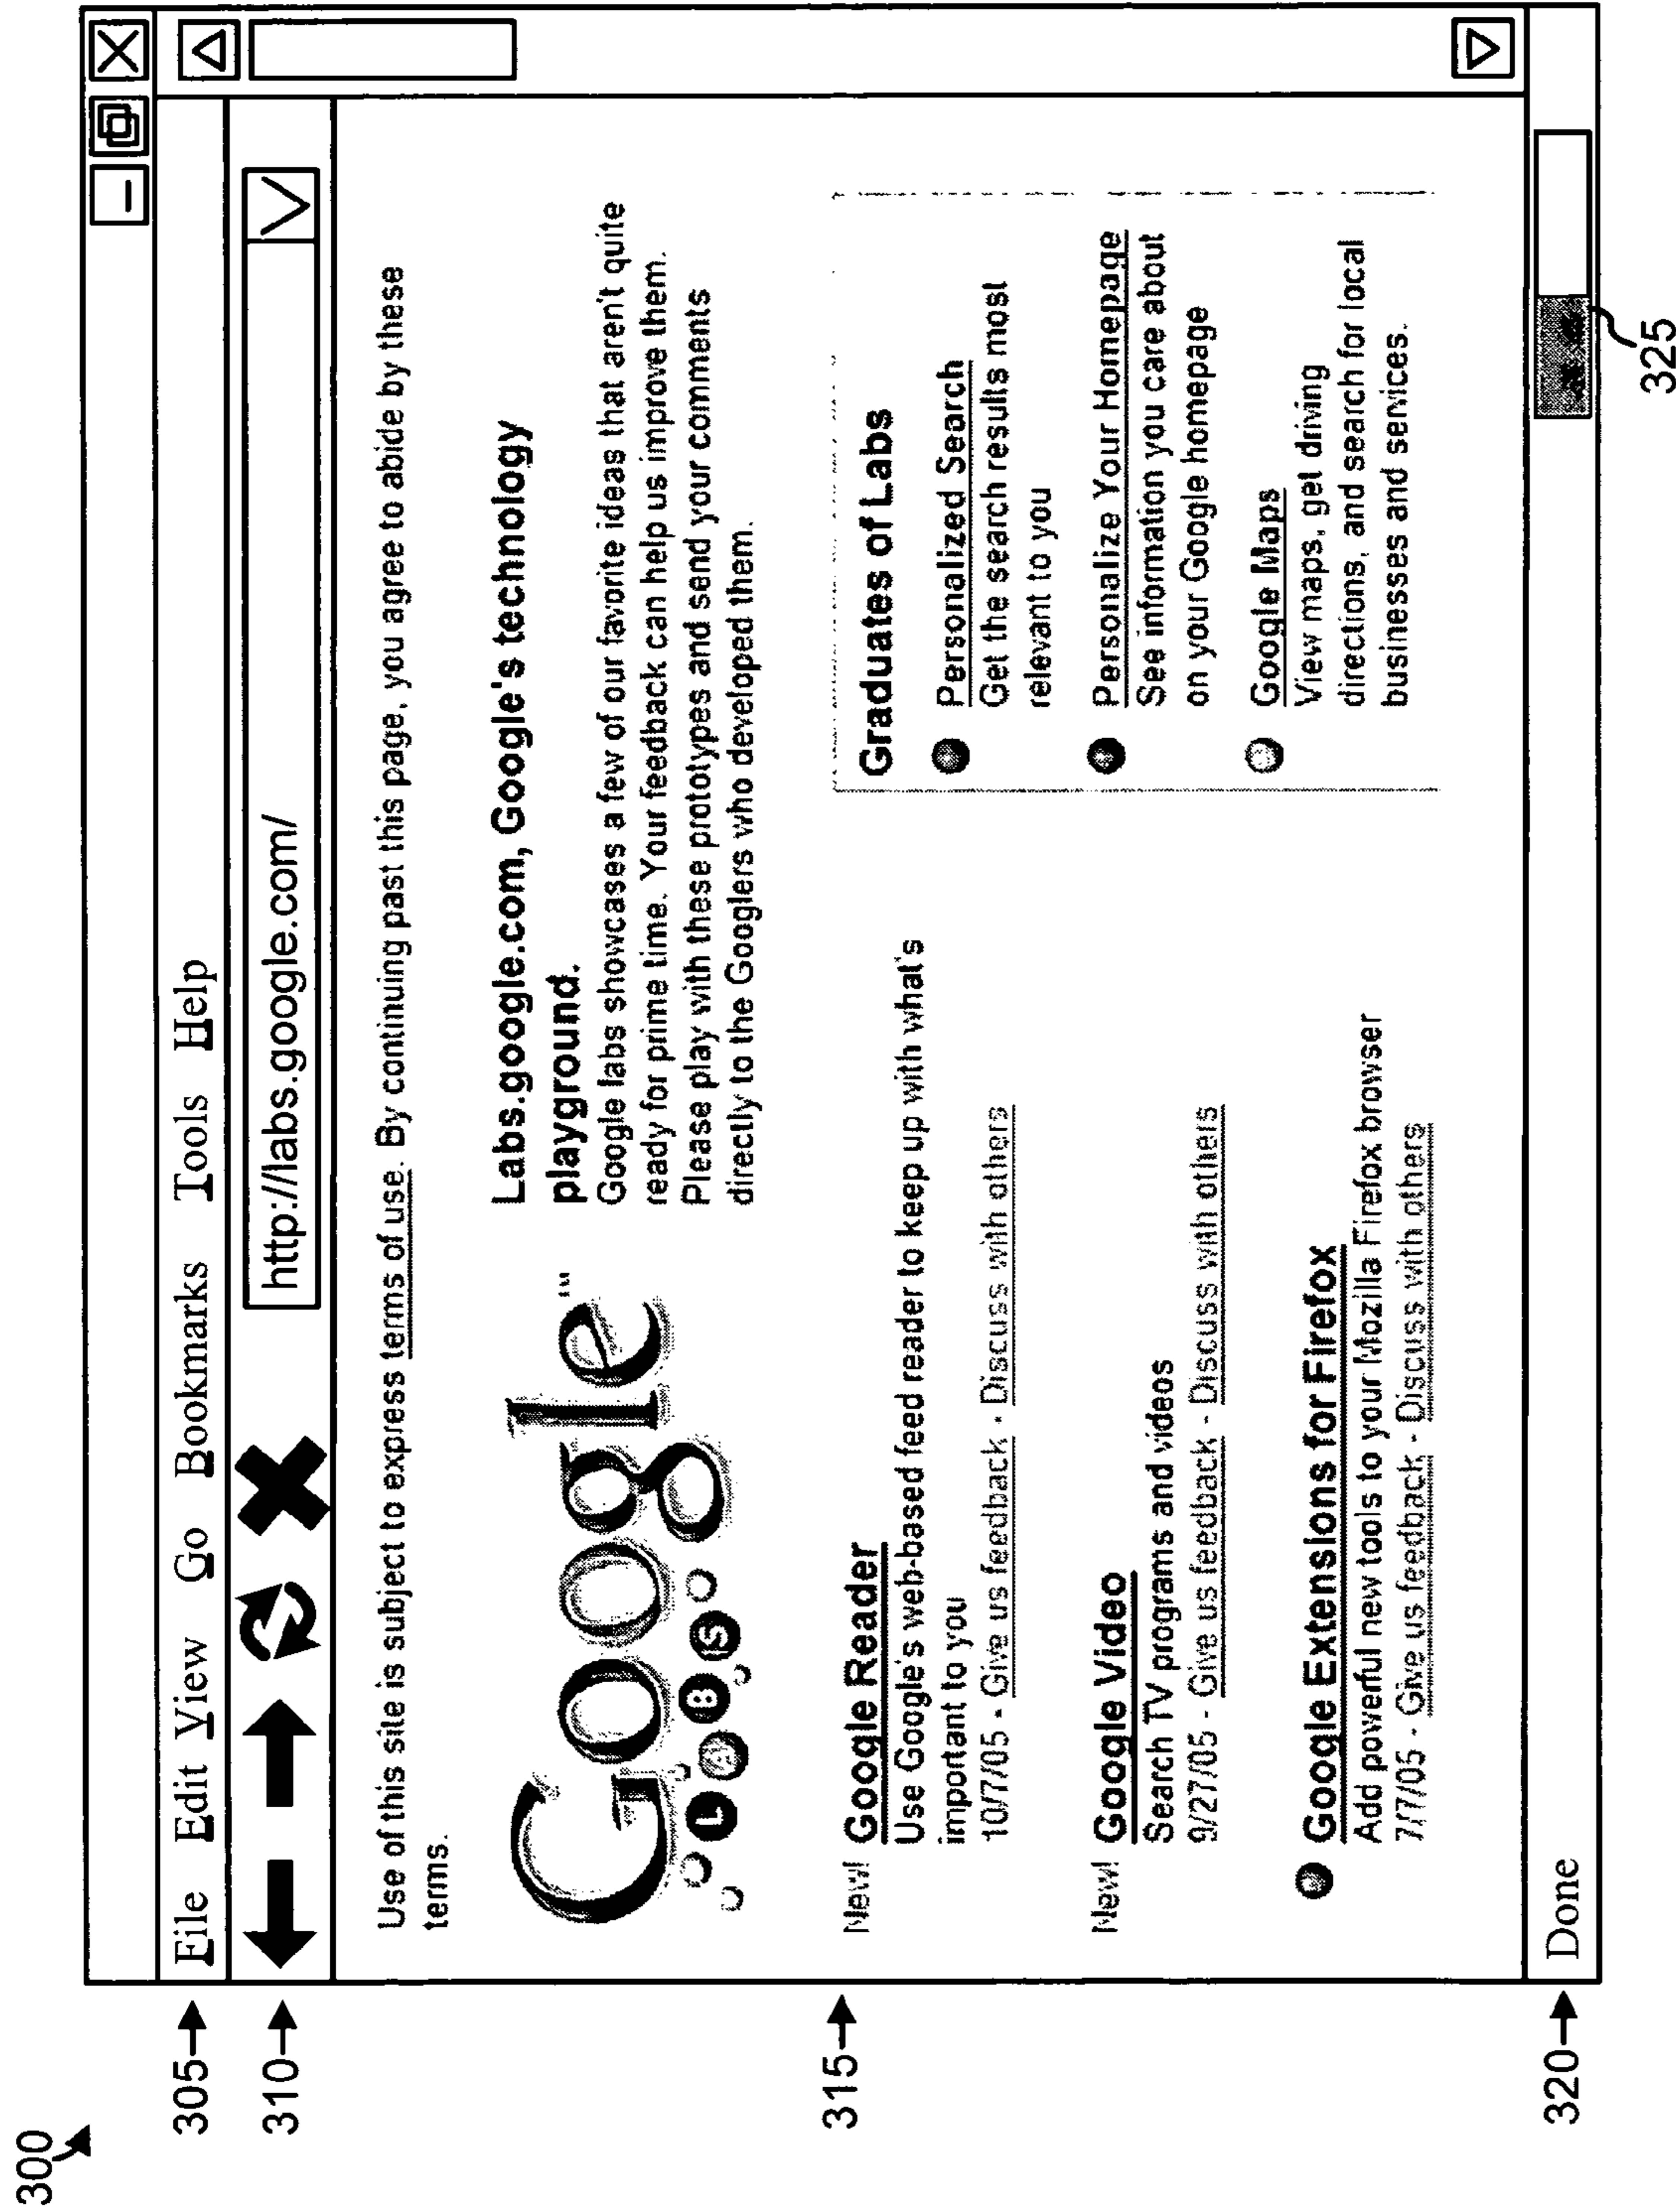 300
305
File Edit View Go Bookmarks Tools Help
310
http://labs.google.com/
315
Use of this site is subject to express terms of use. By continuing past this page, you agree to abide by these
terms.
Google™
LABS
Labs.google.com, Google's technology
playground.
Google labs showcases a few of our favorite ideas that aren't quite
ready for prime time. Your feedback can help us improve them.
Please play with these prototypes and send your comments
directly to the Googlers who developed them.
New! Google Reader
Use Google's web-based feed reader to keep up with what's
important to you
10/7/05 - Give us feedback - Discuss with others
New! Google Video
Search TV programs and videos
9/27/05 - Give us feedback - Discuss with others
Google Extensions for Firefox
Add powerful new tools to your Mozilla Firefox browser
7/7/05 - Give us feedback - Discuss with others
Graduates of Labs
Personalized Search
Get the search results most
relevant to you
Personalize Your Homepage
See information you care about
on your Google homepage
Google Maps
View maps, get driving
directions, and search for local
businesses and services.
320
Done
325